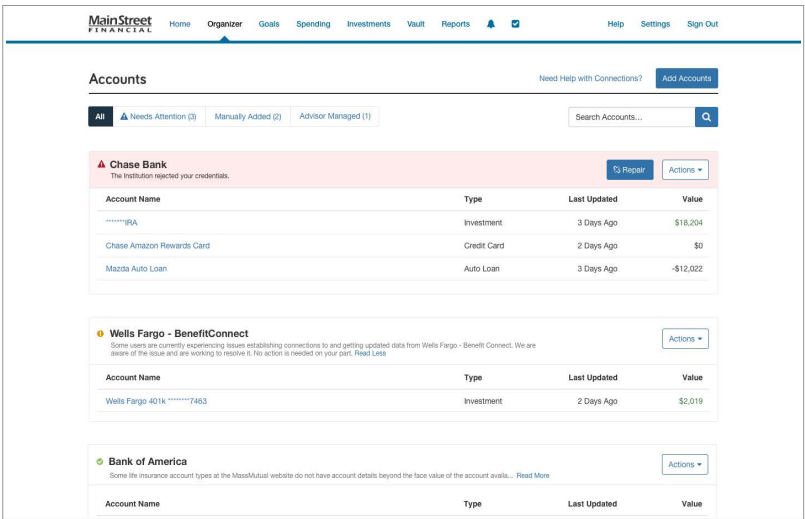 MainStreet
FINANCIAL
Home Organizer Goals Spending Investments Vault Reports Help Settings Sign Out
Accounts
Need Help with Connections? Add Accounts
All Needs Attention (3) Manually Added (2) Advisor Managed (1) Search Accounts...
Chase Bank
The Institution rejected your credentials.
Repair Actions
Account Name Type Last Updated Value
*******IRA Investment 3 Days Ago $18,204
Chase Amazon Rewards Card Credit Card 2 Days Ago $0
Mazda Auto Loan Auto Loan 3 Days Ago -$12,022
Wells Fargo - BenefitConnect
Some users are currently experiencing issues establishing connections to and getting updated data from Wells Fargo - Benefit Connect. We are
aware of the issue and are working to resolve it. No action is needed on your part. Read Less
Actions
Account Name Type Last Updated Value
Wells Fargo 401k ********7463 Investment 2 Days Ago $2,019
Bank of America
Some life insurance account types at the MassMutual website do not have account details beyond the face value of the account availa... Read More
Actions
Account Name Type Last Updated Value